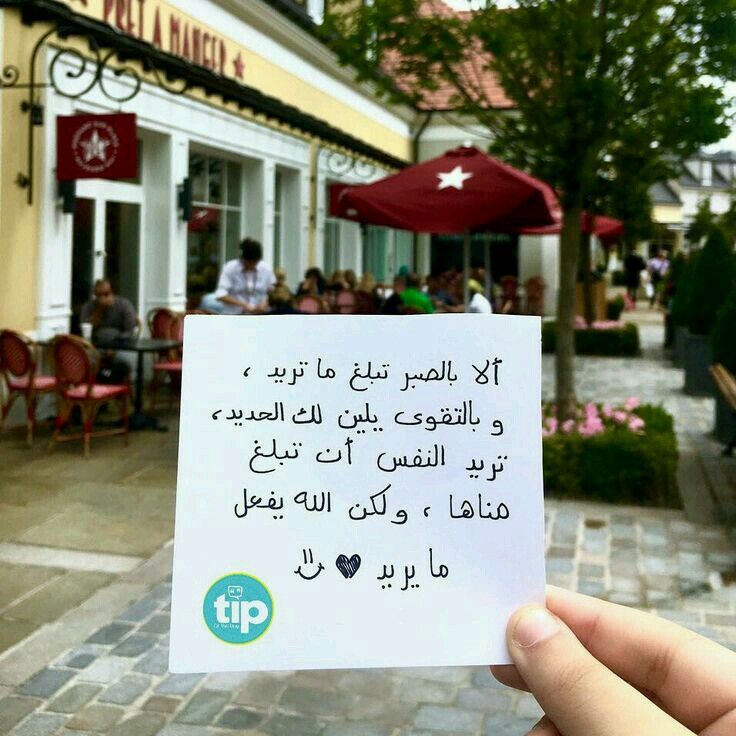 PRET A MANGER
ألا بالصبر تبلغ ما تريد ،
و بالتقوى يلين لك الحديد،
تريد النفس أن تبلغ
مناها ، ولكن الله يفعل
ما يريد
tip